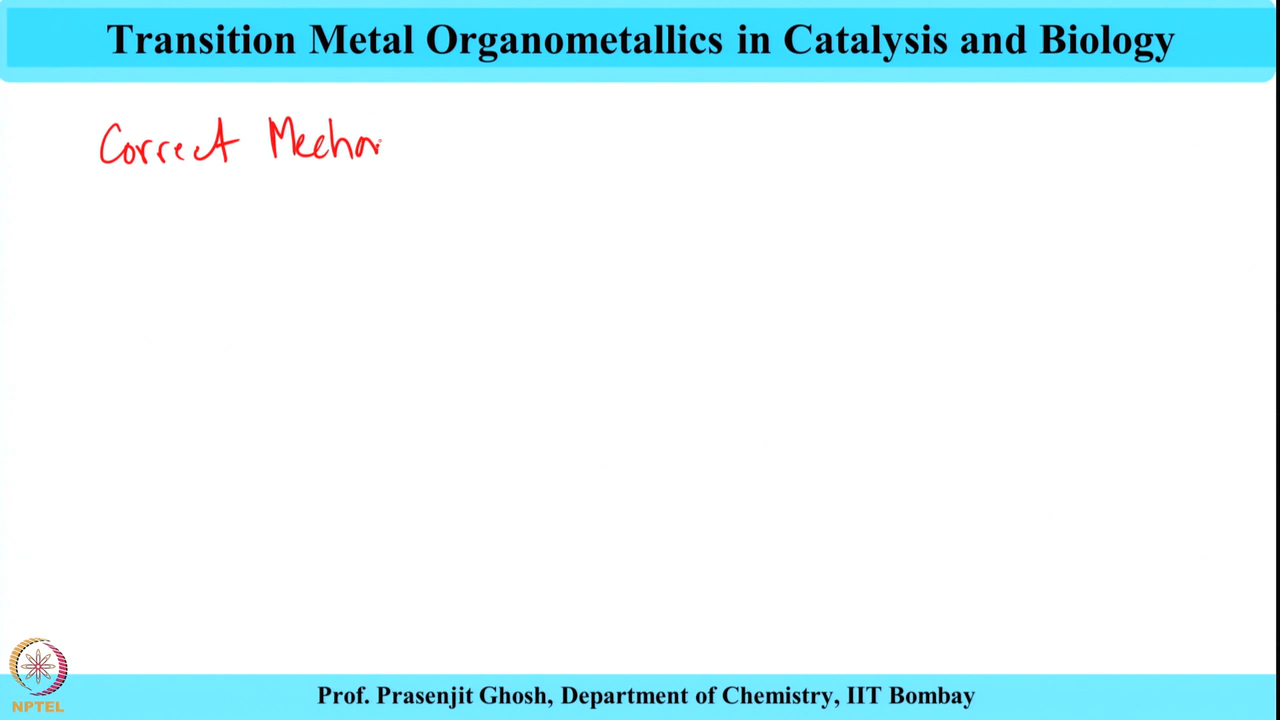 Transition Metal Organometallics in Catalysis and Biology
Correct Mechan
NPTEL
Prof. Prasenjit Ghosh, Department of Chemistry, IIT Bombay